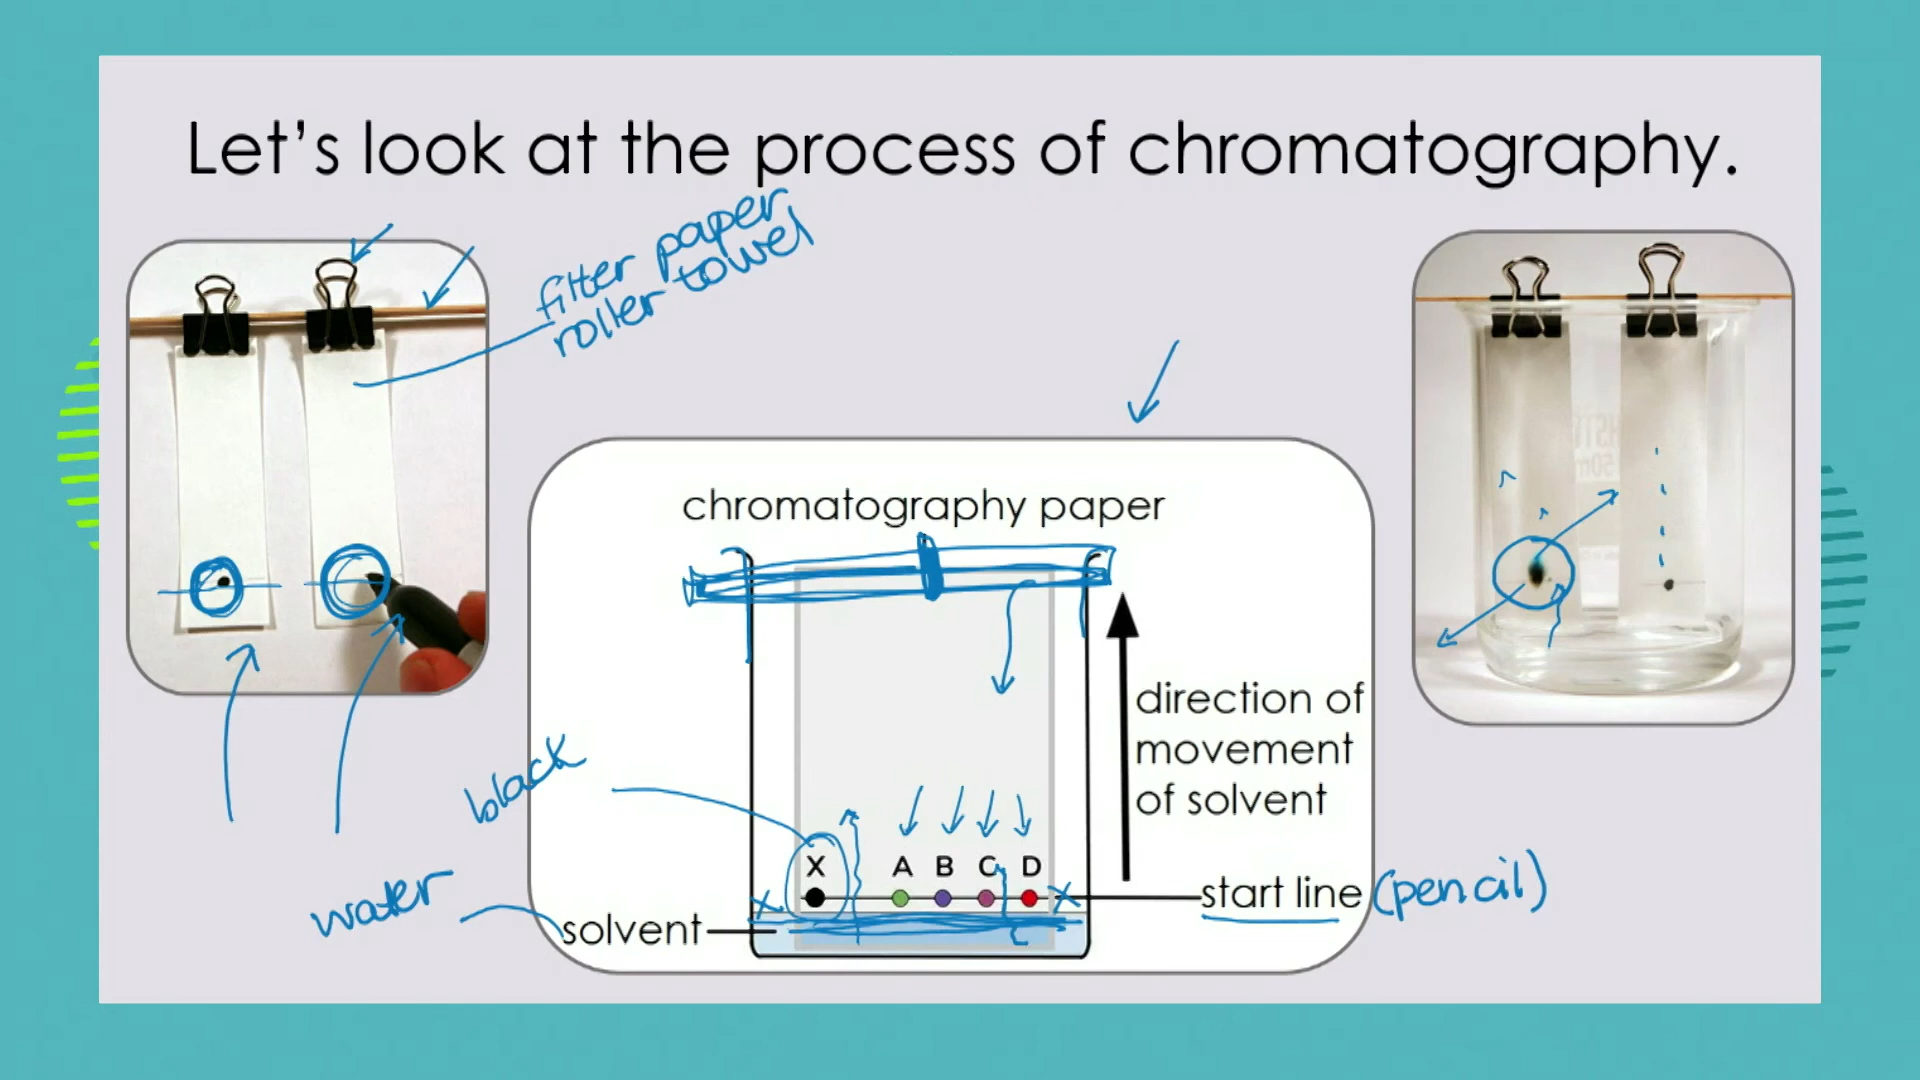 Let's look at the process of chromatography.
filter paper
roller towel
chromatography paper
direction of
movement
of solvent
black
X A B C D
water
solvent
start line (pencil)